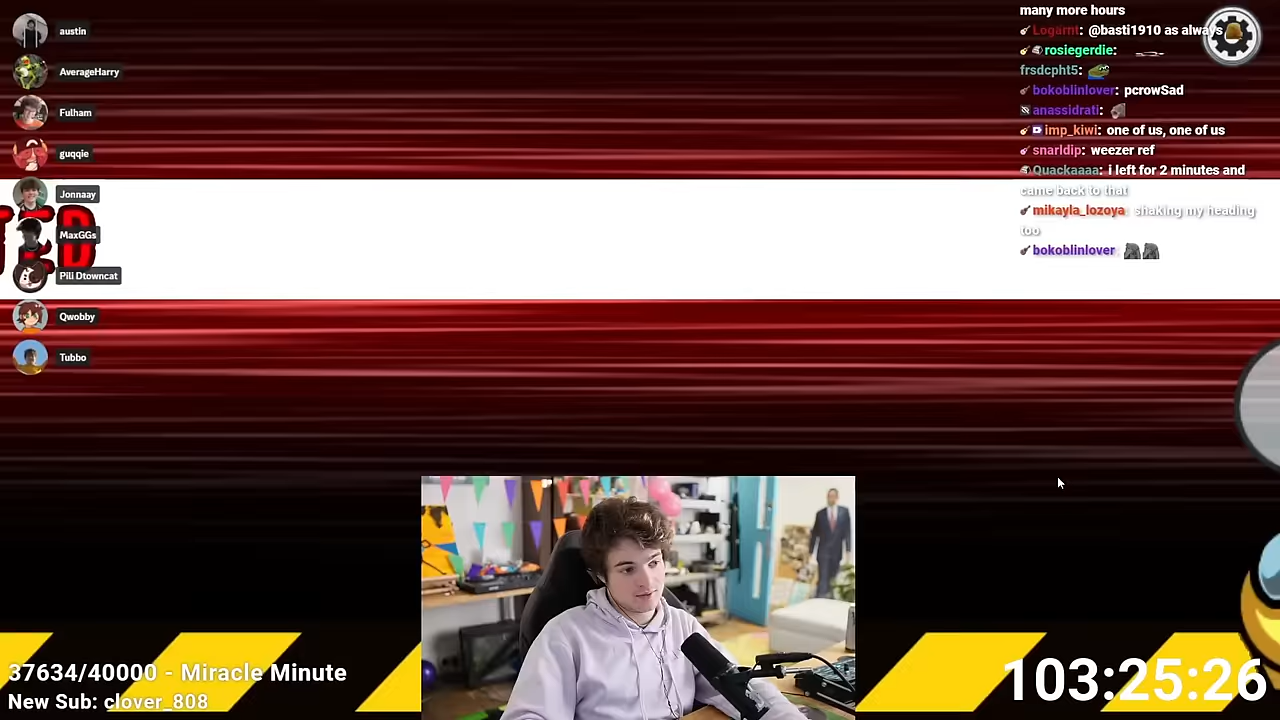 austin
AverageHarry
Fulham
guqqie
Jonnaay
TED
MaxGGs
Pili Dtowncat
Qwobby
Tubbo
many more hours
Logarnt: @basti1910 as always
rosiegerdie:
frsdcpht5:
bokoblinlover: pcrowSad
anassidrati:
imp_kiwi: one of us, one of us
snarldip: weezer ref
Quackaaaa: i left for 2 minutes and
came back to that
mikayla_lozoya: shaking my heading
too
bokoblinlover
37634/40000 - Miracle Minute
New Sub: clover_808
103:25:26